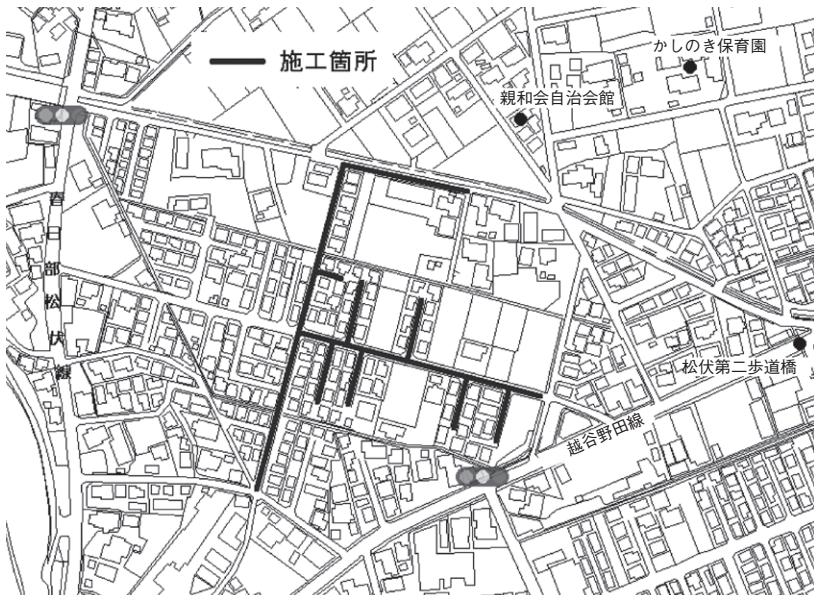 施工箇所
かしのき保育園
親和会自治会館
春日部松伏線
松伏第二歩道橋
越谷野田線